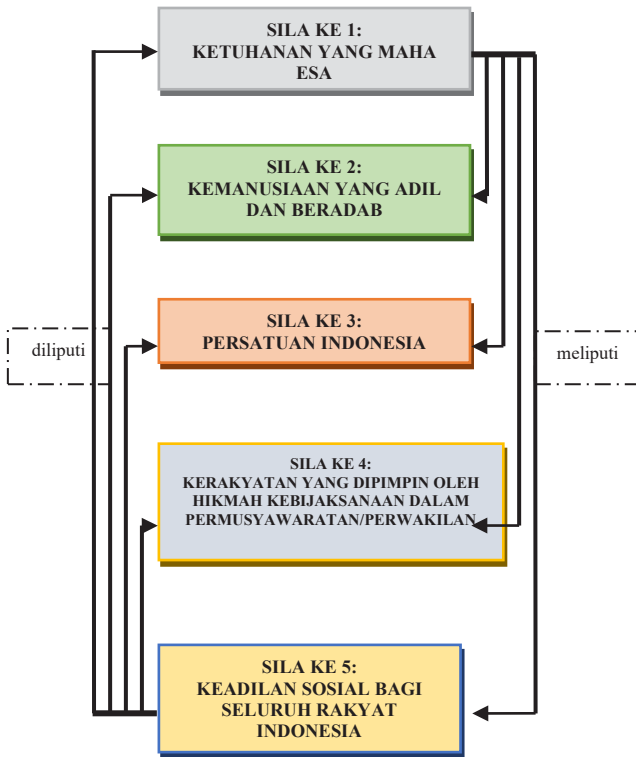 SILA KE 1:
KETUHANAN YANG MAHA
ESA
SILA KE 2:
KEMANUSIAAN YANG ADIL
DAN BERADAB
SILA KE 3:
PERSATUAN INDONESIA
diliputi
meliputi
SILA KE 4:
KERAKYATAN YANG DIPIMPIN OLEH
HIKMAH KEBIJAKSANAAN DALAM
PERMUSYAWARATAN/PERWAKILAN
SILA KE 5:
KEADILAN SOSIAL BAGI
SELURUH RAKYAT
INDONESIA